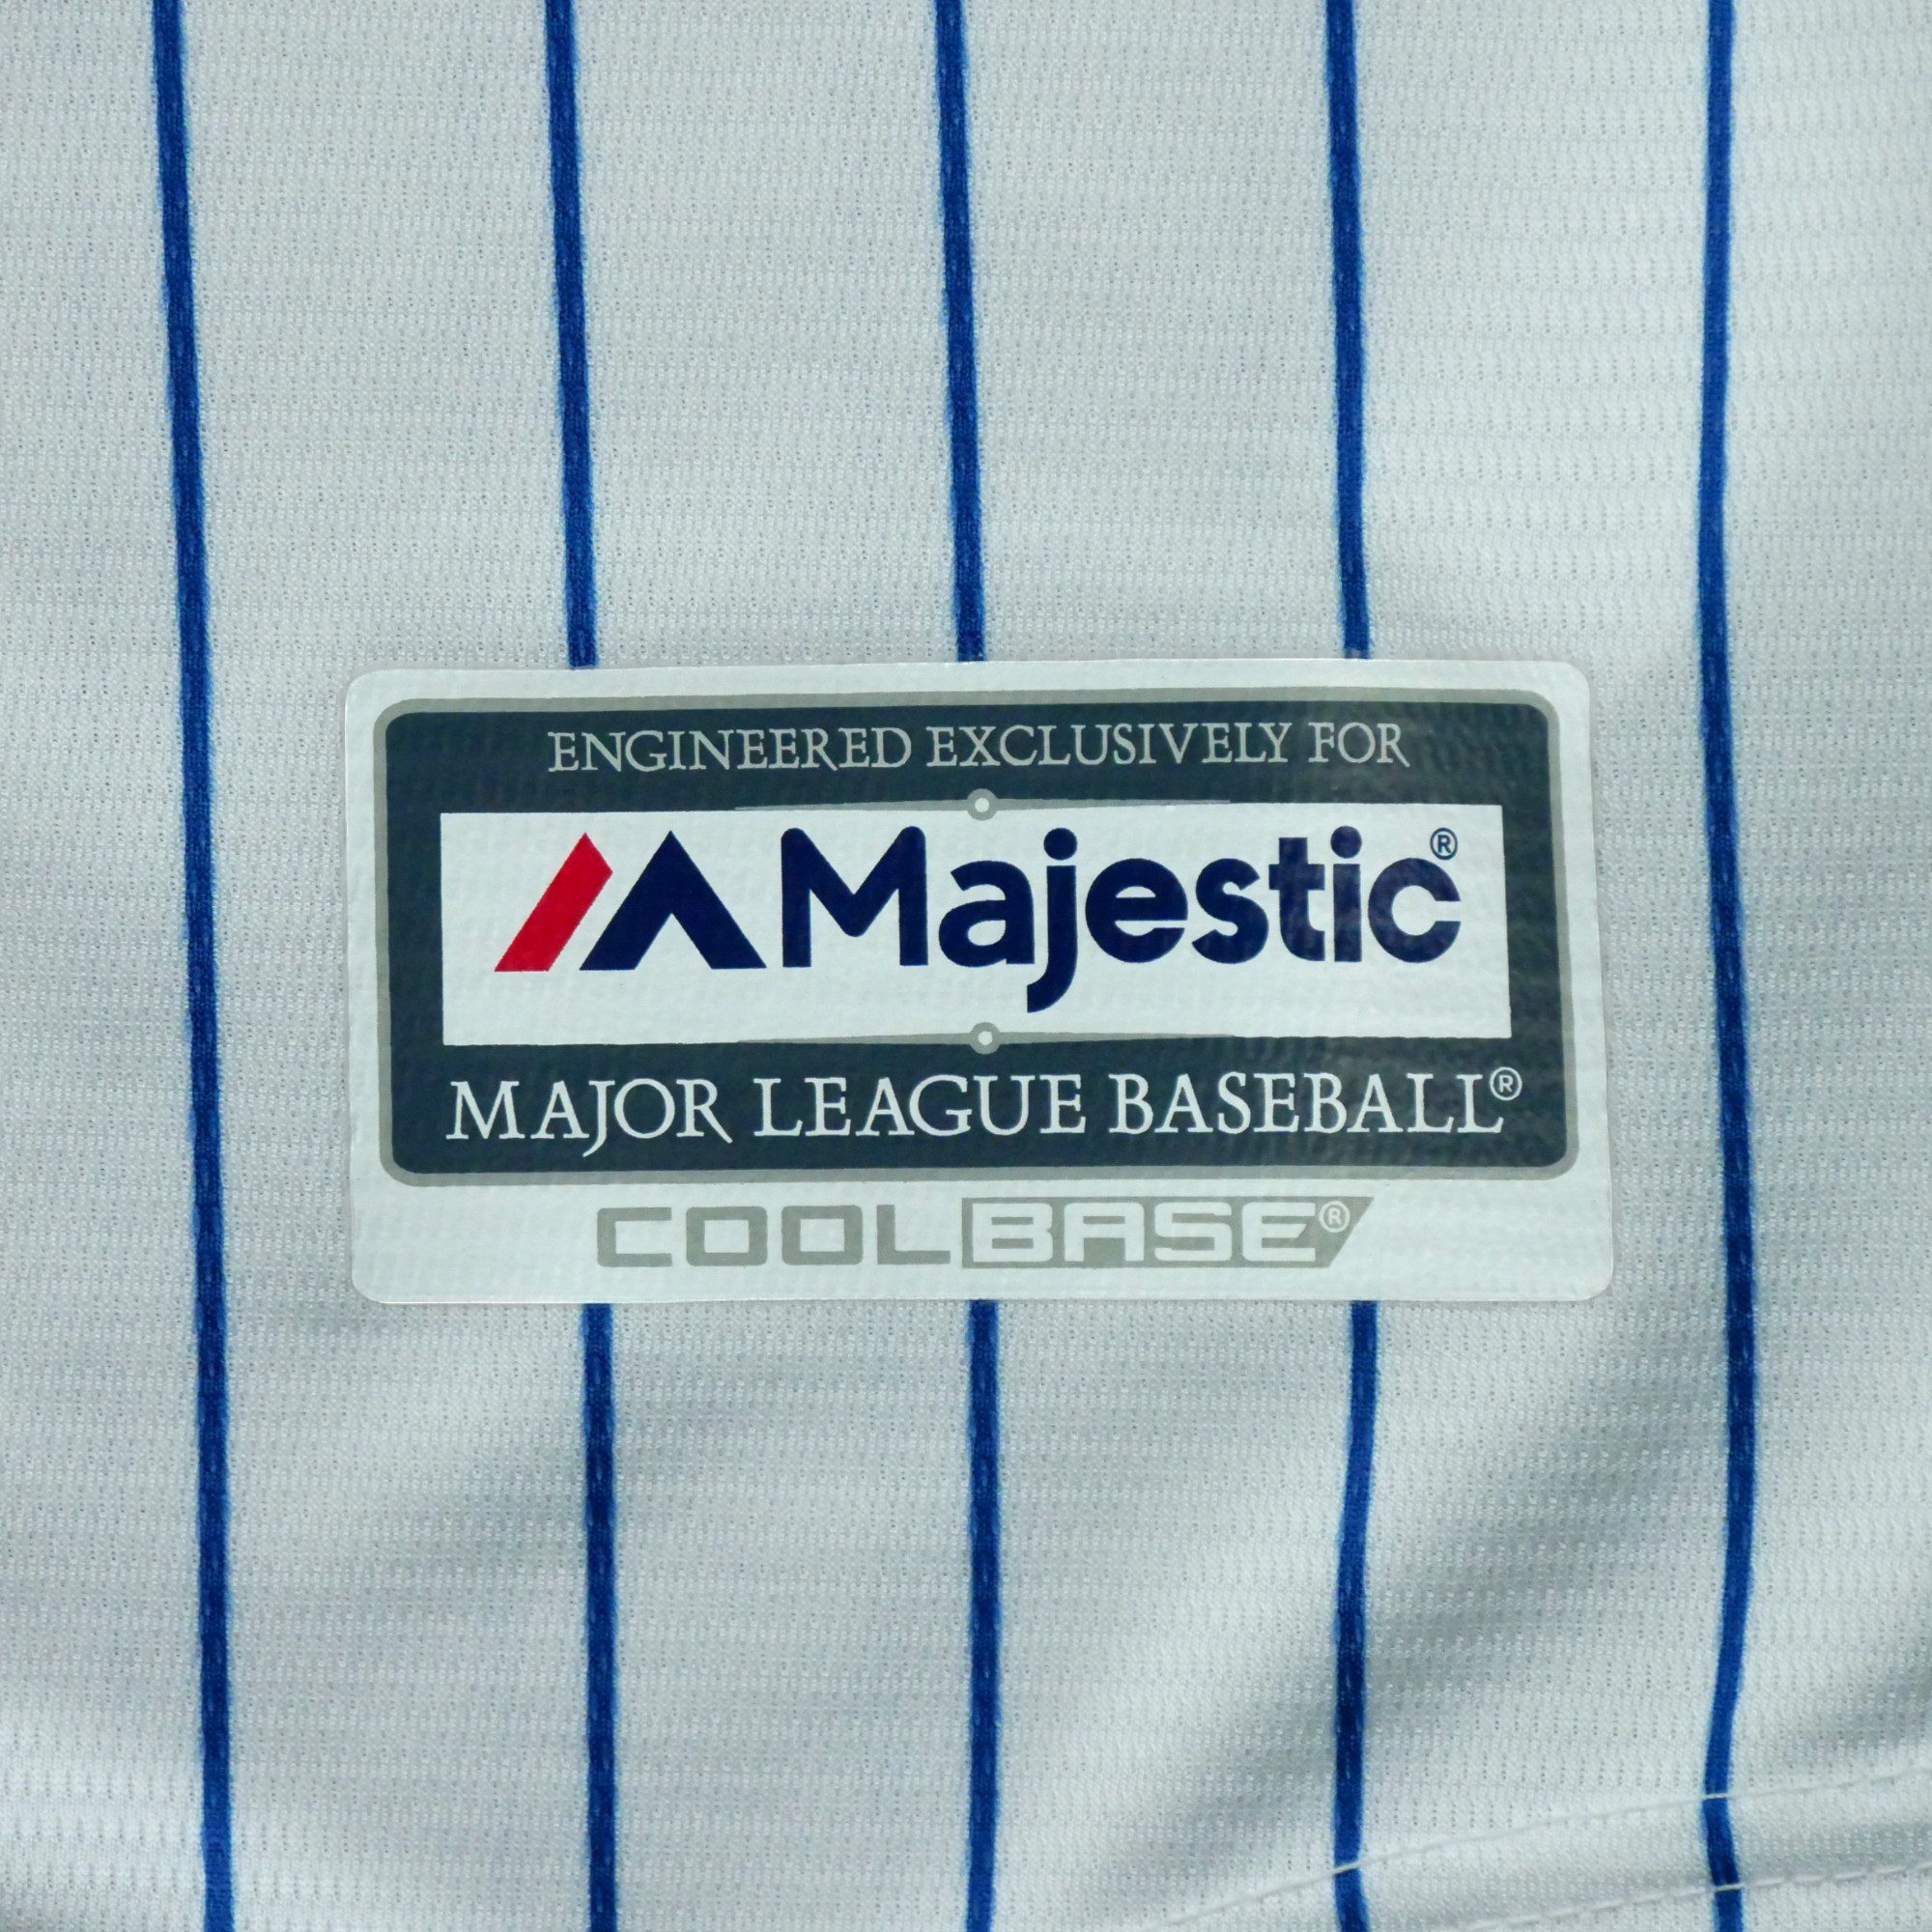 ENGINEERED EXCLUSIVELY FOR
Majestic®
MAJOR LEAGUE BASEBALL®
COOLBASE®